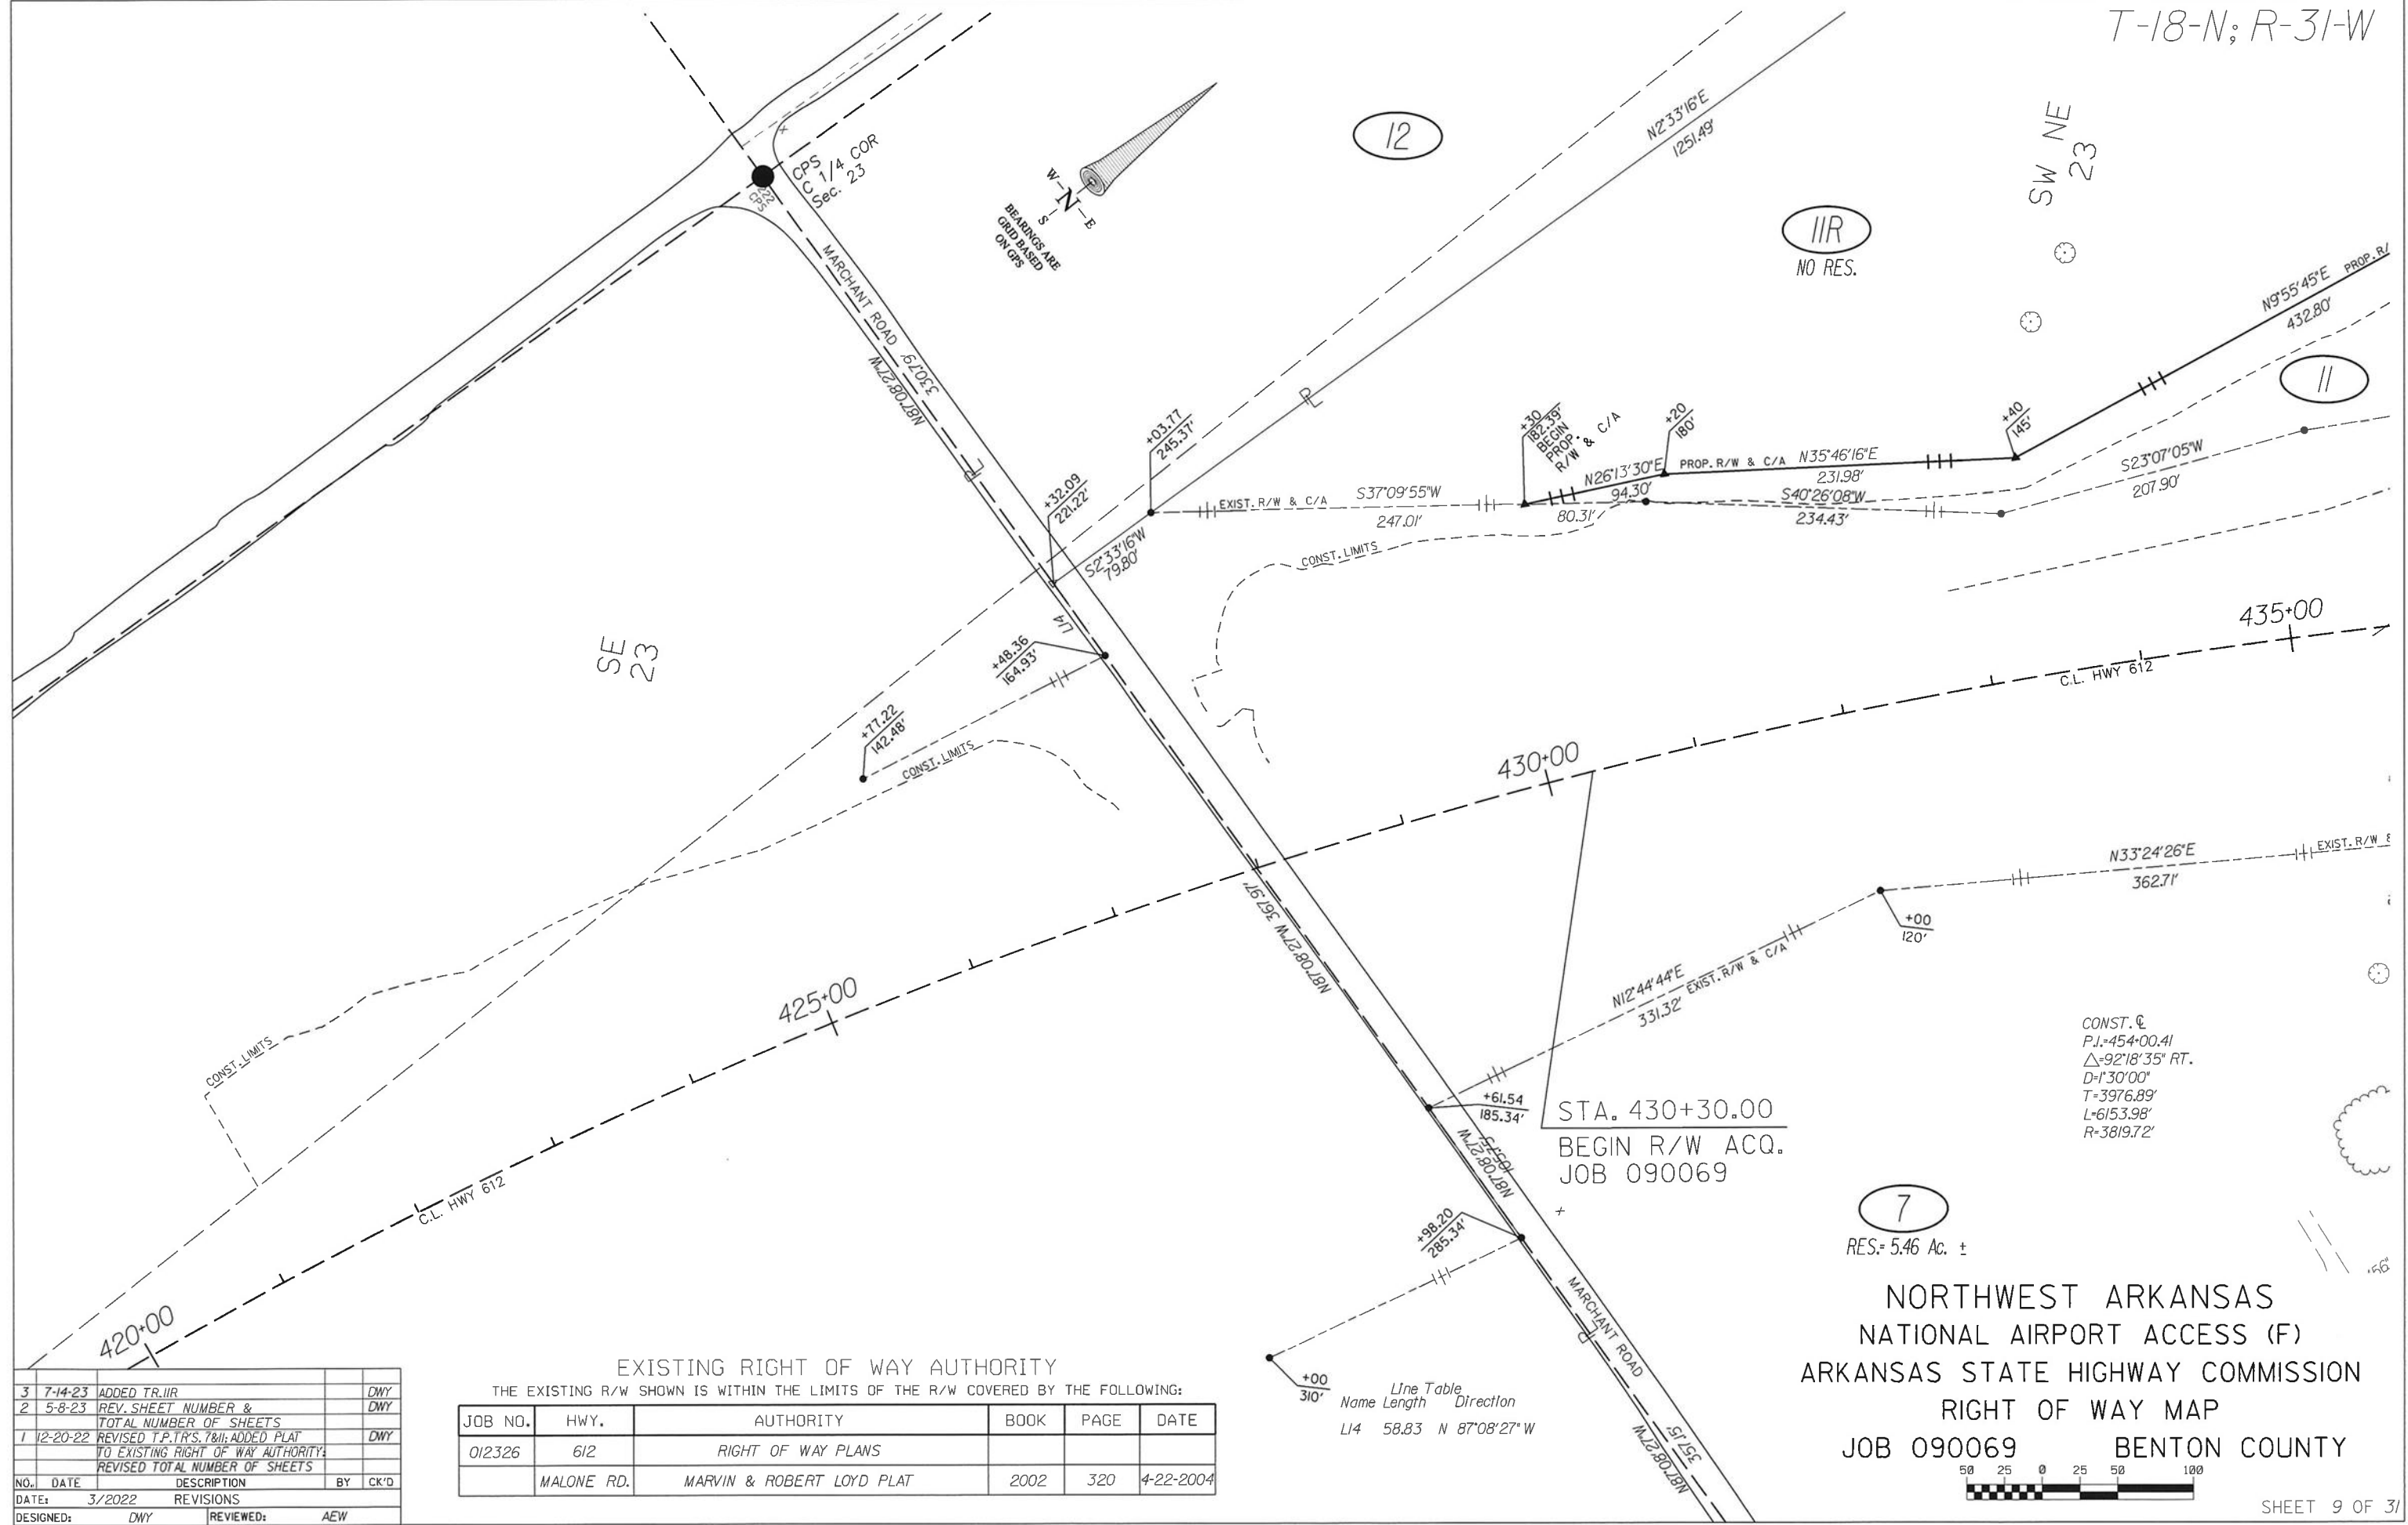 T-18-N; R-31-W
12
N2°33'16"E
1251.49'
SW NE
23
CPS
C 1/4 COR
Sec. 23
222
CPS
W
N
S
E
BEARINGS ARE
GRID BASED
ON GPS
11R
NO RES.
MARCHANT ROAD
330.79'
N87°08'27"W
N9°55'45"E PROP. R/
432.80'
11
+03.77
245.37'
+30
182.39'
BEGIN
PROP.
R/W & C/A
+20
180'
+40
145'
N26°13'30"E
94.30'
PROP. R/W & C/A N35°46'16"E
231.98'
S23°07'05"W
207.90'
+32.09
221.22'
EXIST. R/W & C/A
S37°09'55"W
247.01'
80.31'
S40°26'08"W
234.43'
S2°33'16"W
79.80'
CONST. LIMITS
PL
L14
SE
23
+48.36
164.93'
435+00
C.L. HWY 612
+77.22
142.48'
CONST. LIMITS
430+00
N33°24'26"E
362.71'
EXIST. R/W &
N87°08'27"W 367.97'
+00
120'
425+00
N12°44'44"E
331.32'
EXIST. R/W & C/A
CONST. LIMITS
CONST. ℄
P.I.=454+00.41
△=92°18'35" RT.
D=1°30'00"
T=3976.89'
L=6153.98'
R=3819.72'
+61.54
185.34'
STA. 430+30.00
BEGIN R/W ACQ.
JOB 090069
N87°08'27"W
105.75'
C.L. HWY 612
7
RES.= 5.46 Ac. ±
+98.20
285.34'
MARCHANT ROAD
420+00
+00
310'
N87°08'27"W
357.15'
Line Table
Name Length Direction
L14 58.83 N 87°08'27" W
EXISTING RIGHT OF WAY AUTHORITY
THE EXISTING R/W SHOWN IS WITHIN THE LIMITS OF THE R/W COVERED BY THE FOLLOWING:
JOB NO. HWY. AUTHORITY BOOK PAGE DATE
012326 612 RIGHT OF WAY PLANS
MALONE RD. MARVIN & ROBERT LOYD PLAT 2002 320 4-22-2004
3 7-14-23 ADDED TR.11R DWY
2 5-8-23 REV. SHEET NUMBER & DWY
TOTAL NUMBER OF SHEETS
1 12-20-22 REVISED T.P. TR'S. 7&11; ADDED PLAT DWY
TO EXISTING RIGHT OF WAY AUTHORITY;
REVISED TOTAL NUMBER OF SHEETS
NO. DATE DESCRIPTION BY CK'D
DATE: 3/2022 REVISIONS
DESIGNED: DWY REVIEWED: AEW
NORTHWEST ARKANSAS
NATIONAL AIRPORT ACCESS (F)
ARKANSAS STATE HIGHWAY COMMISSION
RIGHT OF WAY MAP
JOB 090069 BENTON COUNTY
50 25 0 25 50 100
SHEET 9 OF 31